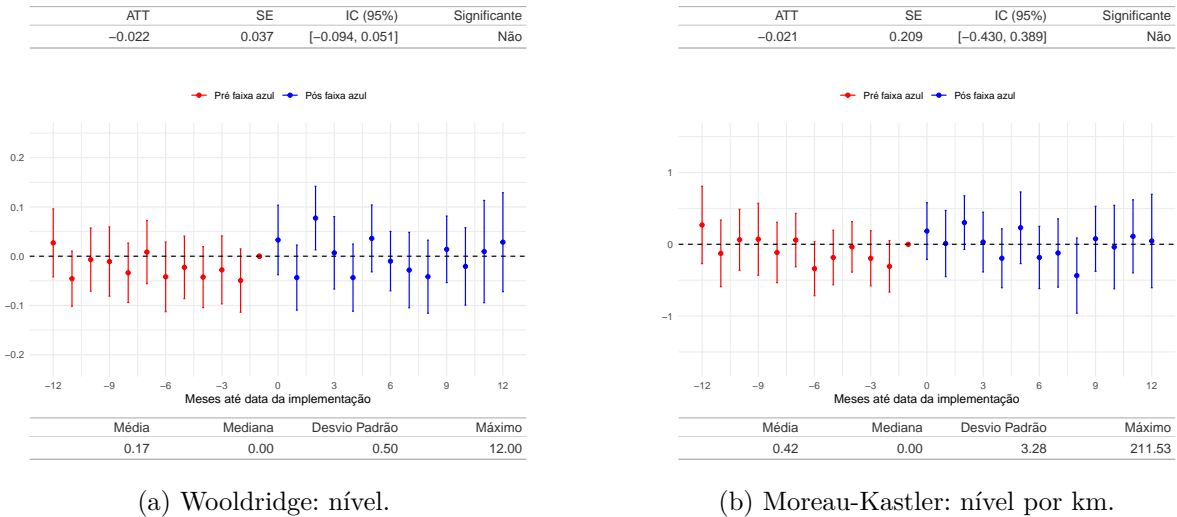 ATT SE IC (95%) Significante
−0.022 0.037 [−0.094, 0.051] Não
Pré faixa azul Pós faixa azul
0.2
0.1
0.0
−0.1
−0.2
−12 −9 −6 −3 0 3 6 9 12
Meses até data da implementação
Média Mediana Desvio Padrão Máximo
0.17 0.00 0.50 12.00
(a) Wooldridge: nível.
ATT SE IC (95%) Significante
−0.021 0.209 [−0.430, 0.389] Não
Pré faixa azul Pós faixa azul
1
0
−1
−12 −9 −6 −3 0 3 6 9 12
Meses até data da implementação
Média Mediana Desvio Padrão Máximo
0.42 0.00 3.28 211.53
(b) Moreau-Kastler: nível por km.